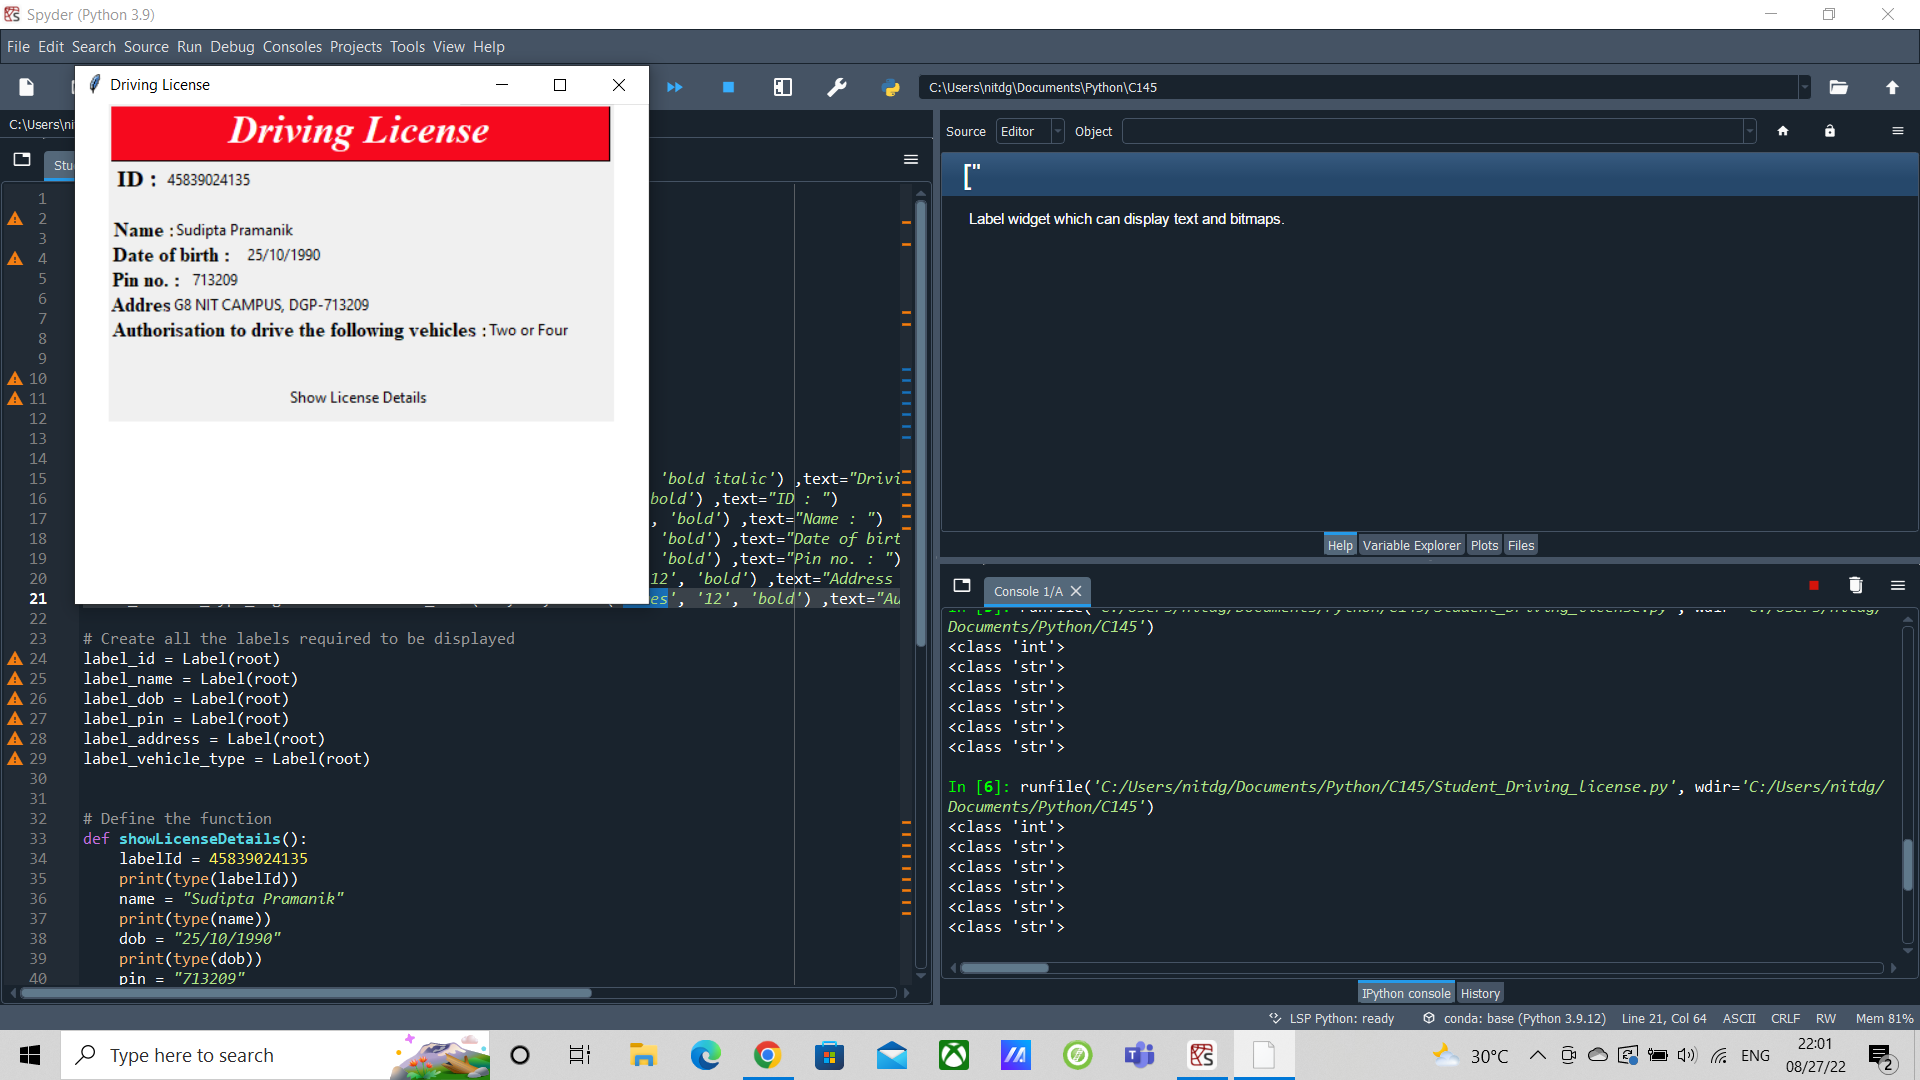 Spyder (Python 3.9)
File Edit Search Source Run Debug Consoles Projects Tools View Help
C:\Users\nitdg\Documents\Python\C145
Driving License
Driving License
ID : 45839024135
Name : Sudipta Pramanik
Date of birth : 25/10/1990
Pin no. : 713209
Addres G8 NIT CAMPUS, DGP-713209
Authorisation to drive the following vehicles : Two or Four
Show License Details
C:\Users\ni
Stu
1
2
3
4
5
6
7
8
9
10
11
12
13
14
15 'bold italic') ,text="Drivi
16 bold') ,text="ID : ")
17 , 'bold') ,text="Name : ")
18 'bold') ,text="Date of birt
19 'bold') ,text="Pin no. : ")
20 12', 'bold') ,text="Address
21 es', '12', 'bold') ,text="Au
22
23 # Create all the labels required to be displayed
24 label_id = Label(root)
25 label_name = Label(root)
26 label_dob = Label(root)
27 label_pin = Label(root)
28 label_address = Label(root)
29 label_vehicle_type = Label(root)
30
31
32 # Define the function
33 def showLicenseDetails():
34 labelId = 45839024135
35 print(type(labelId))
36 name = "Sudipta Pramanik"
37 print(type(name))
38 dob = "25/10/1990"
39 print(type(dob))
40 pin = "713209"
Source Editor Object
["
Label widget which can display text and bitmaps.
Help Variable Explorer Plots Files
Console 1/A
Documents/Python/C145')
<class 'int'>
<class 'str'>
<class 'str'>
<class 'str'>
<class 'str'>
<class 'str'>
In [6]: runfile('C:/Users/nitdg/Documents/Python/C145/Student_Driving_license.py', wdir='C:/Users/nitdg/
Documents/Python/C145')
<class 'int'>
<class 'str'>
<class 'str'>
<class 'str'>
<class 'str'>
<class 'str'>
IPython console History
LSP Python: ready conda: base (Python 3.9.12) Line 21, Col 64 ASCII CRLF RW Mem 81%
Type here to search
30°C ENG
22:01
08/27/22
2